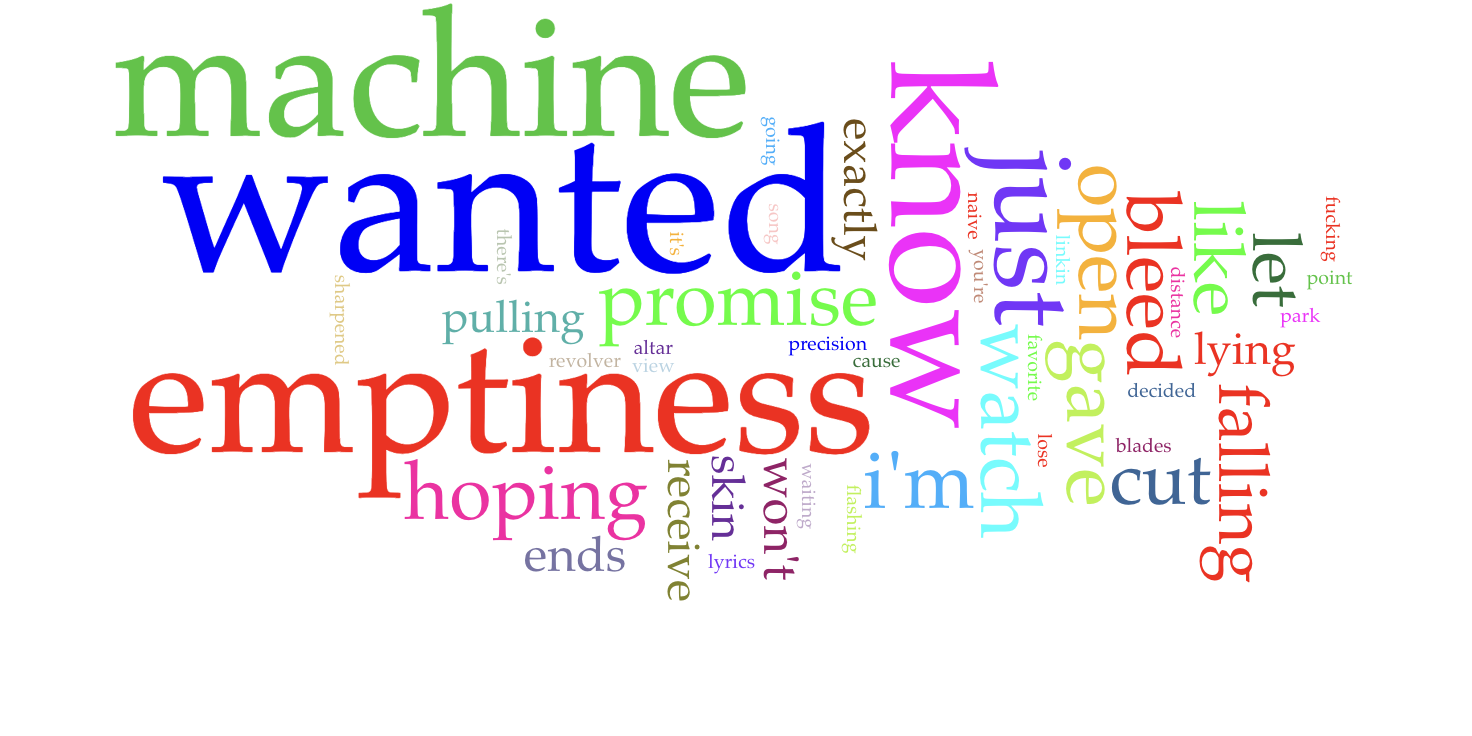 machine
wanted
know
going
exactly
song
it's
there's
just
naive
you're
linkin
open
bleed
distance
like
let
fucking
point
park
sharpened
pulling
promise
revolver
altar
view
precision
cause
emptiness
watch
favorite
gave
lying
decided
falling
lose
blades
cut
i'm
hoping
receive
skin
won't
waiting
flashing
ends
lyrics